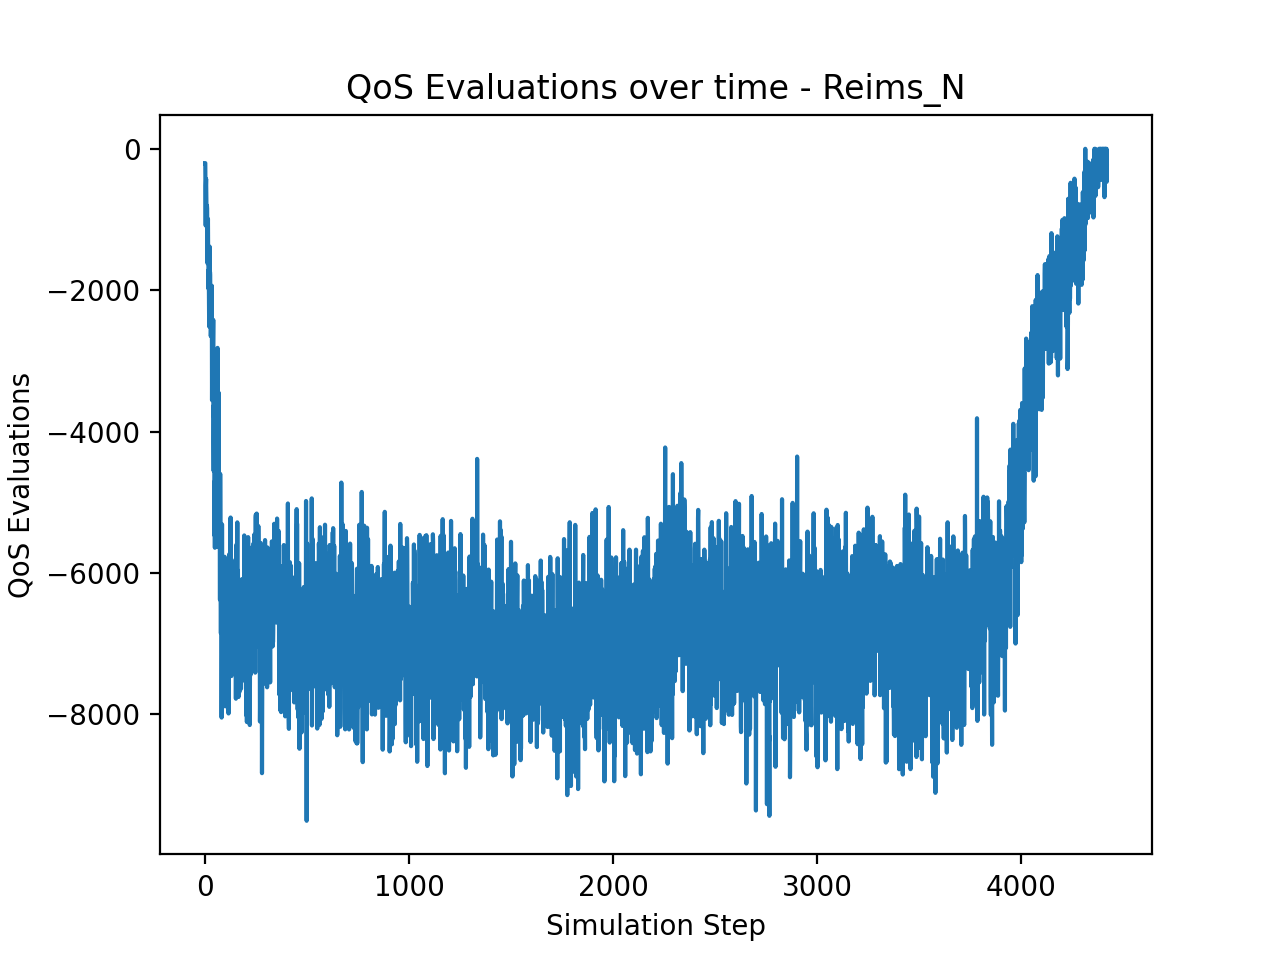 QoS Evaluations over time - Reims_N
QoS Evaluations
0
−2000
−4000
−6000
−8000
0 1000 2000 3000 4000
Simulation Step